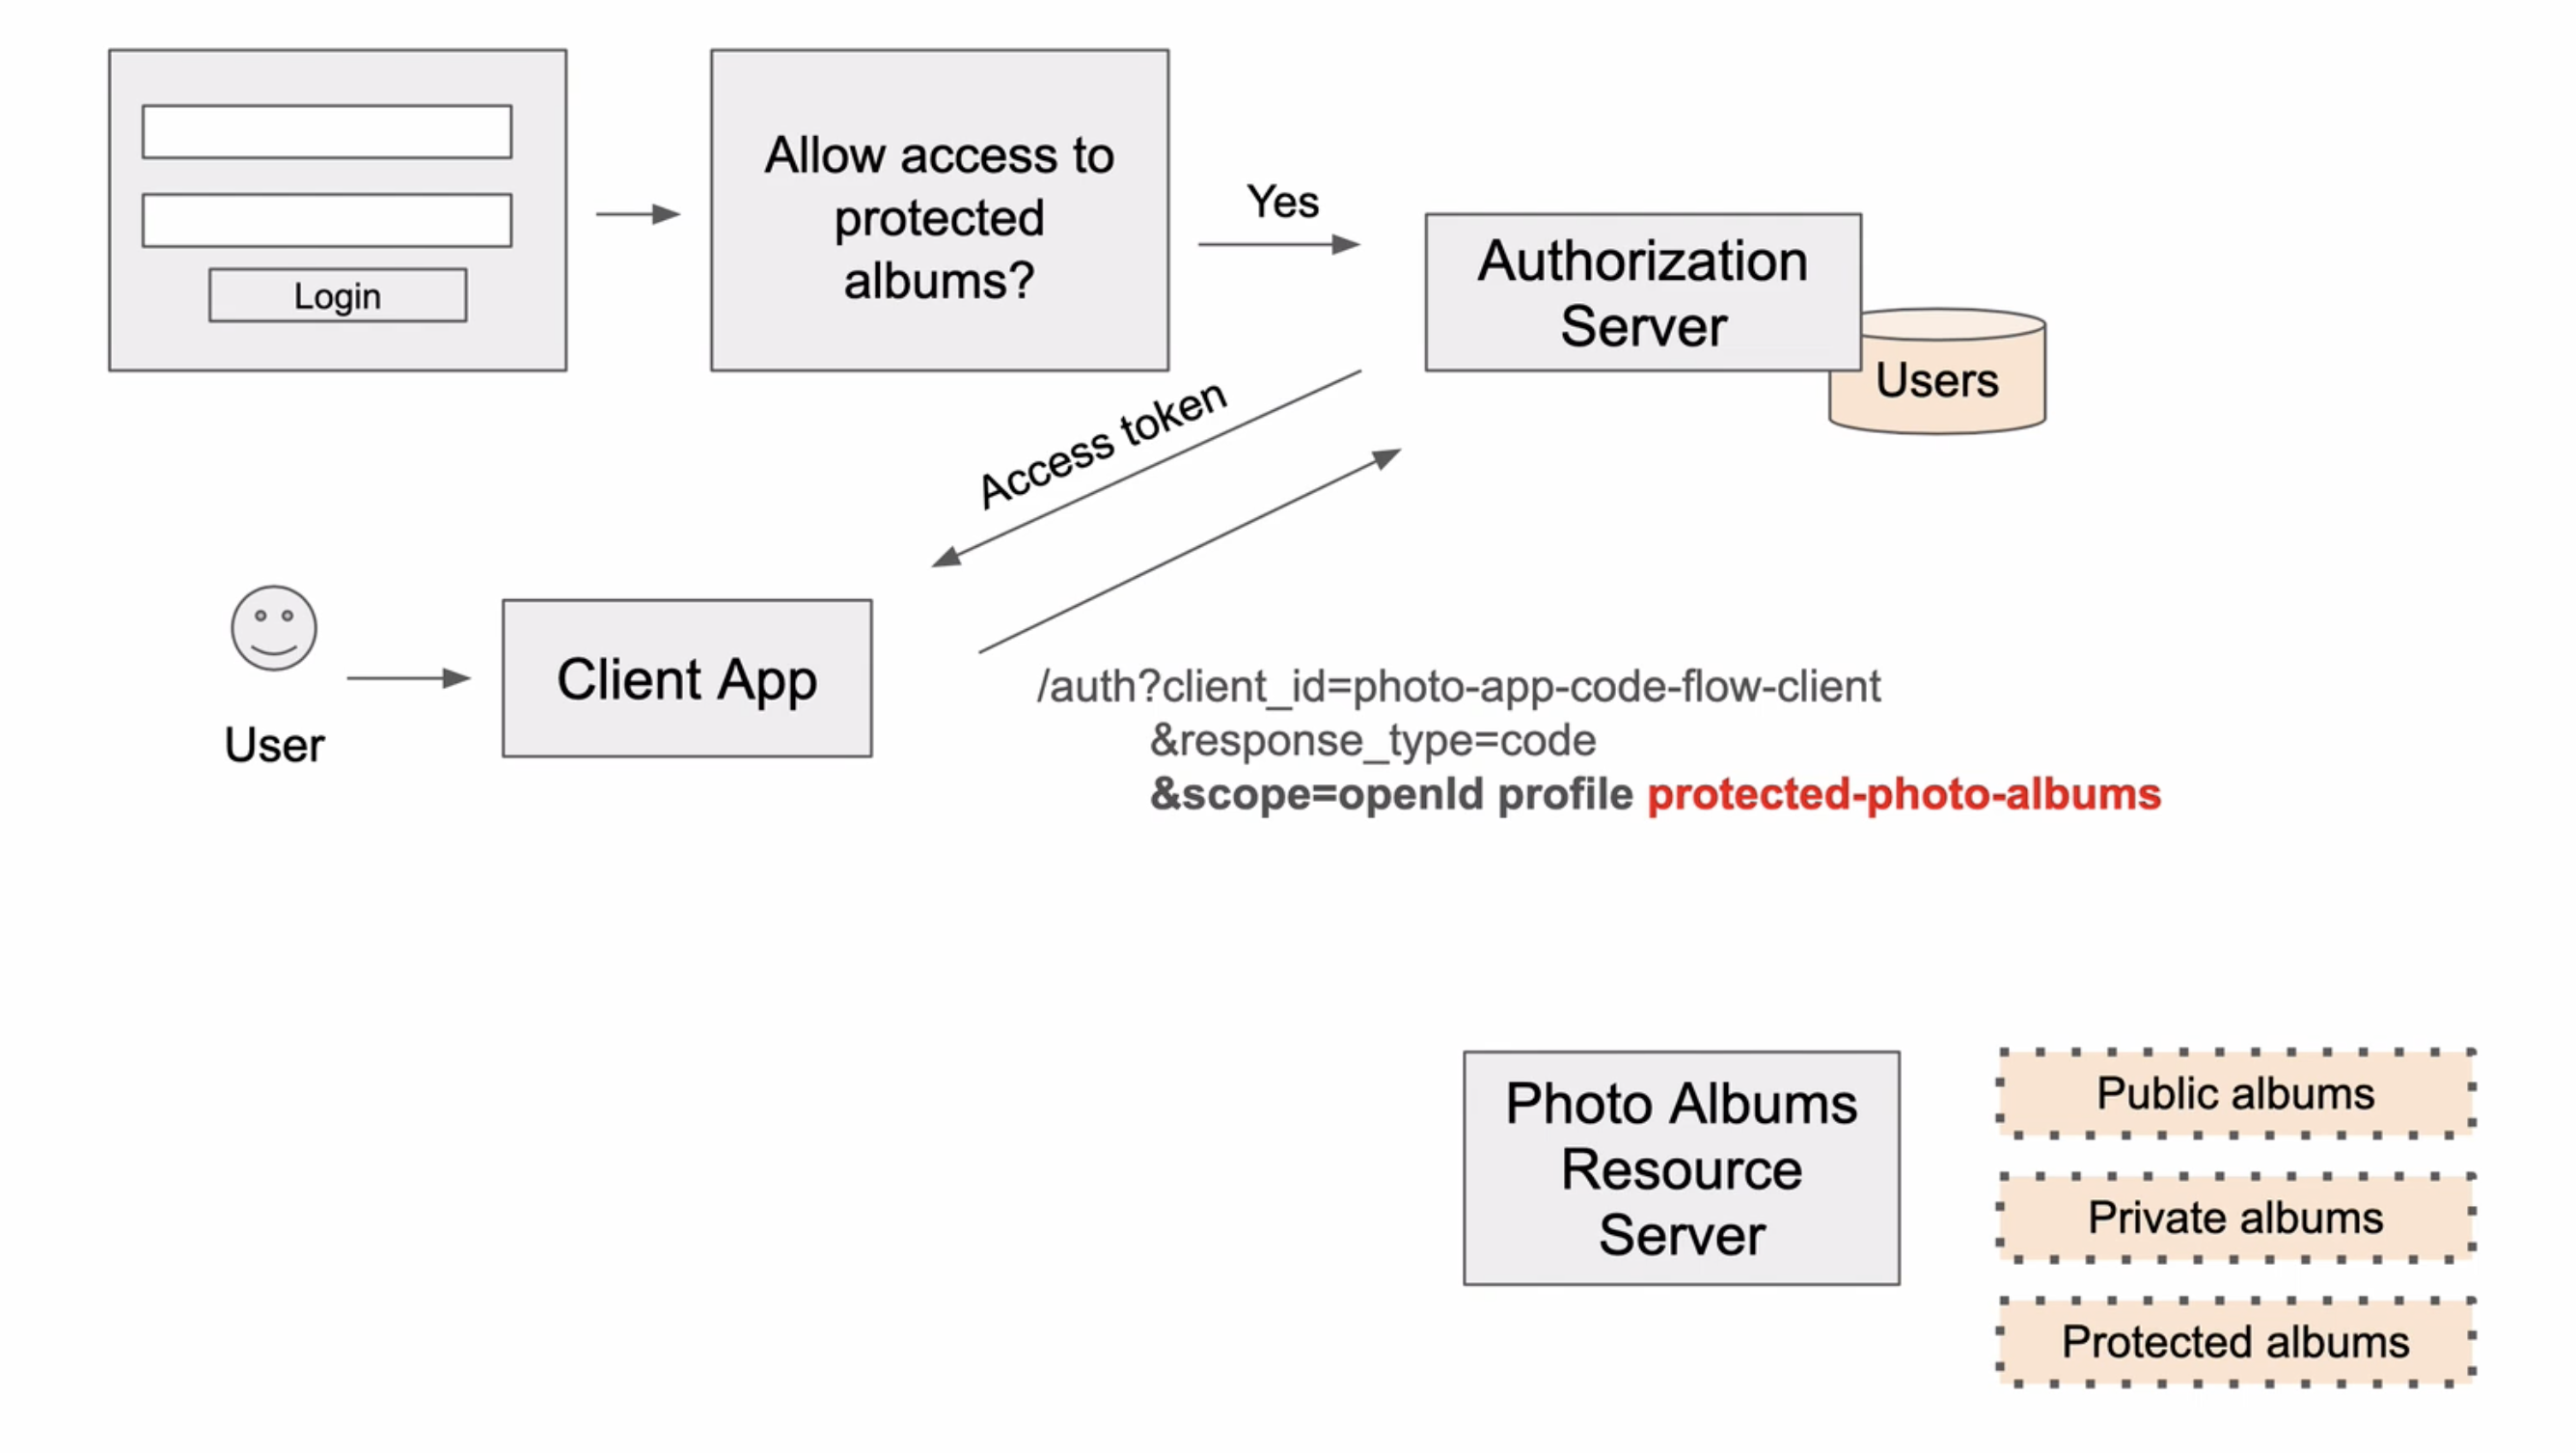 Login
Allow access to
protected
albums?
Yes
Authorization
Server
Users
Access token
User
Client App
/auth?client_id=photo-app-code-flow-client
&response_type=code
&scope=openId profile protected-photo-albums
Photo Albums
Resource
Server
Public albums
Private albums
Protected albums